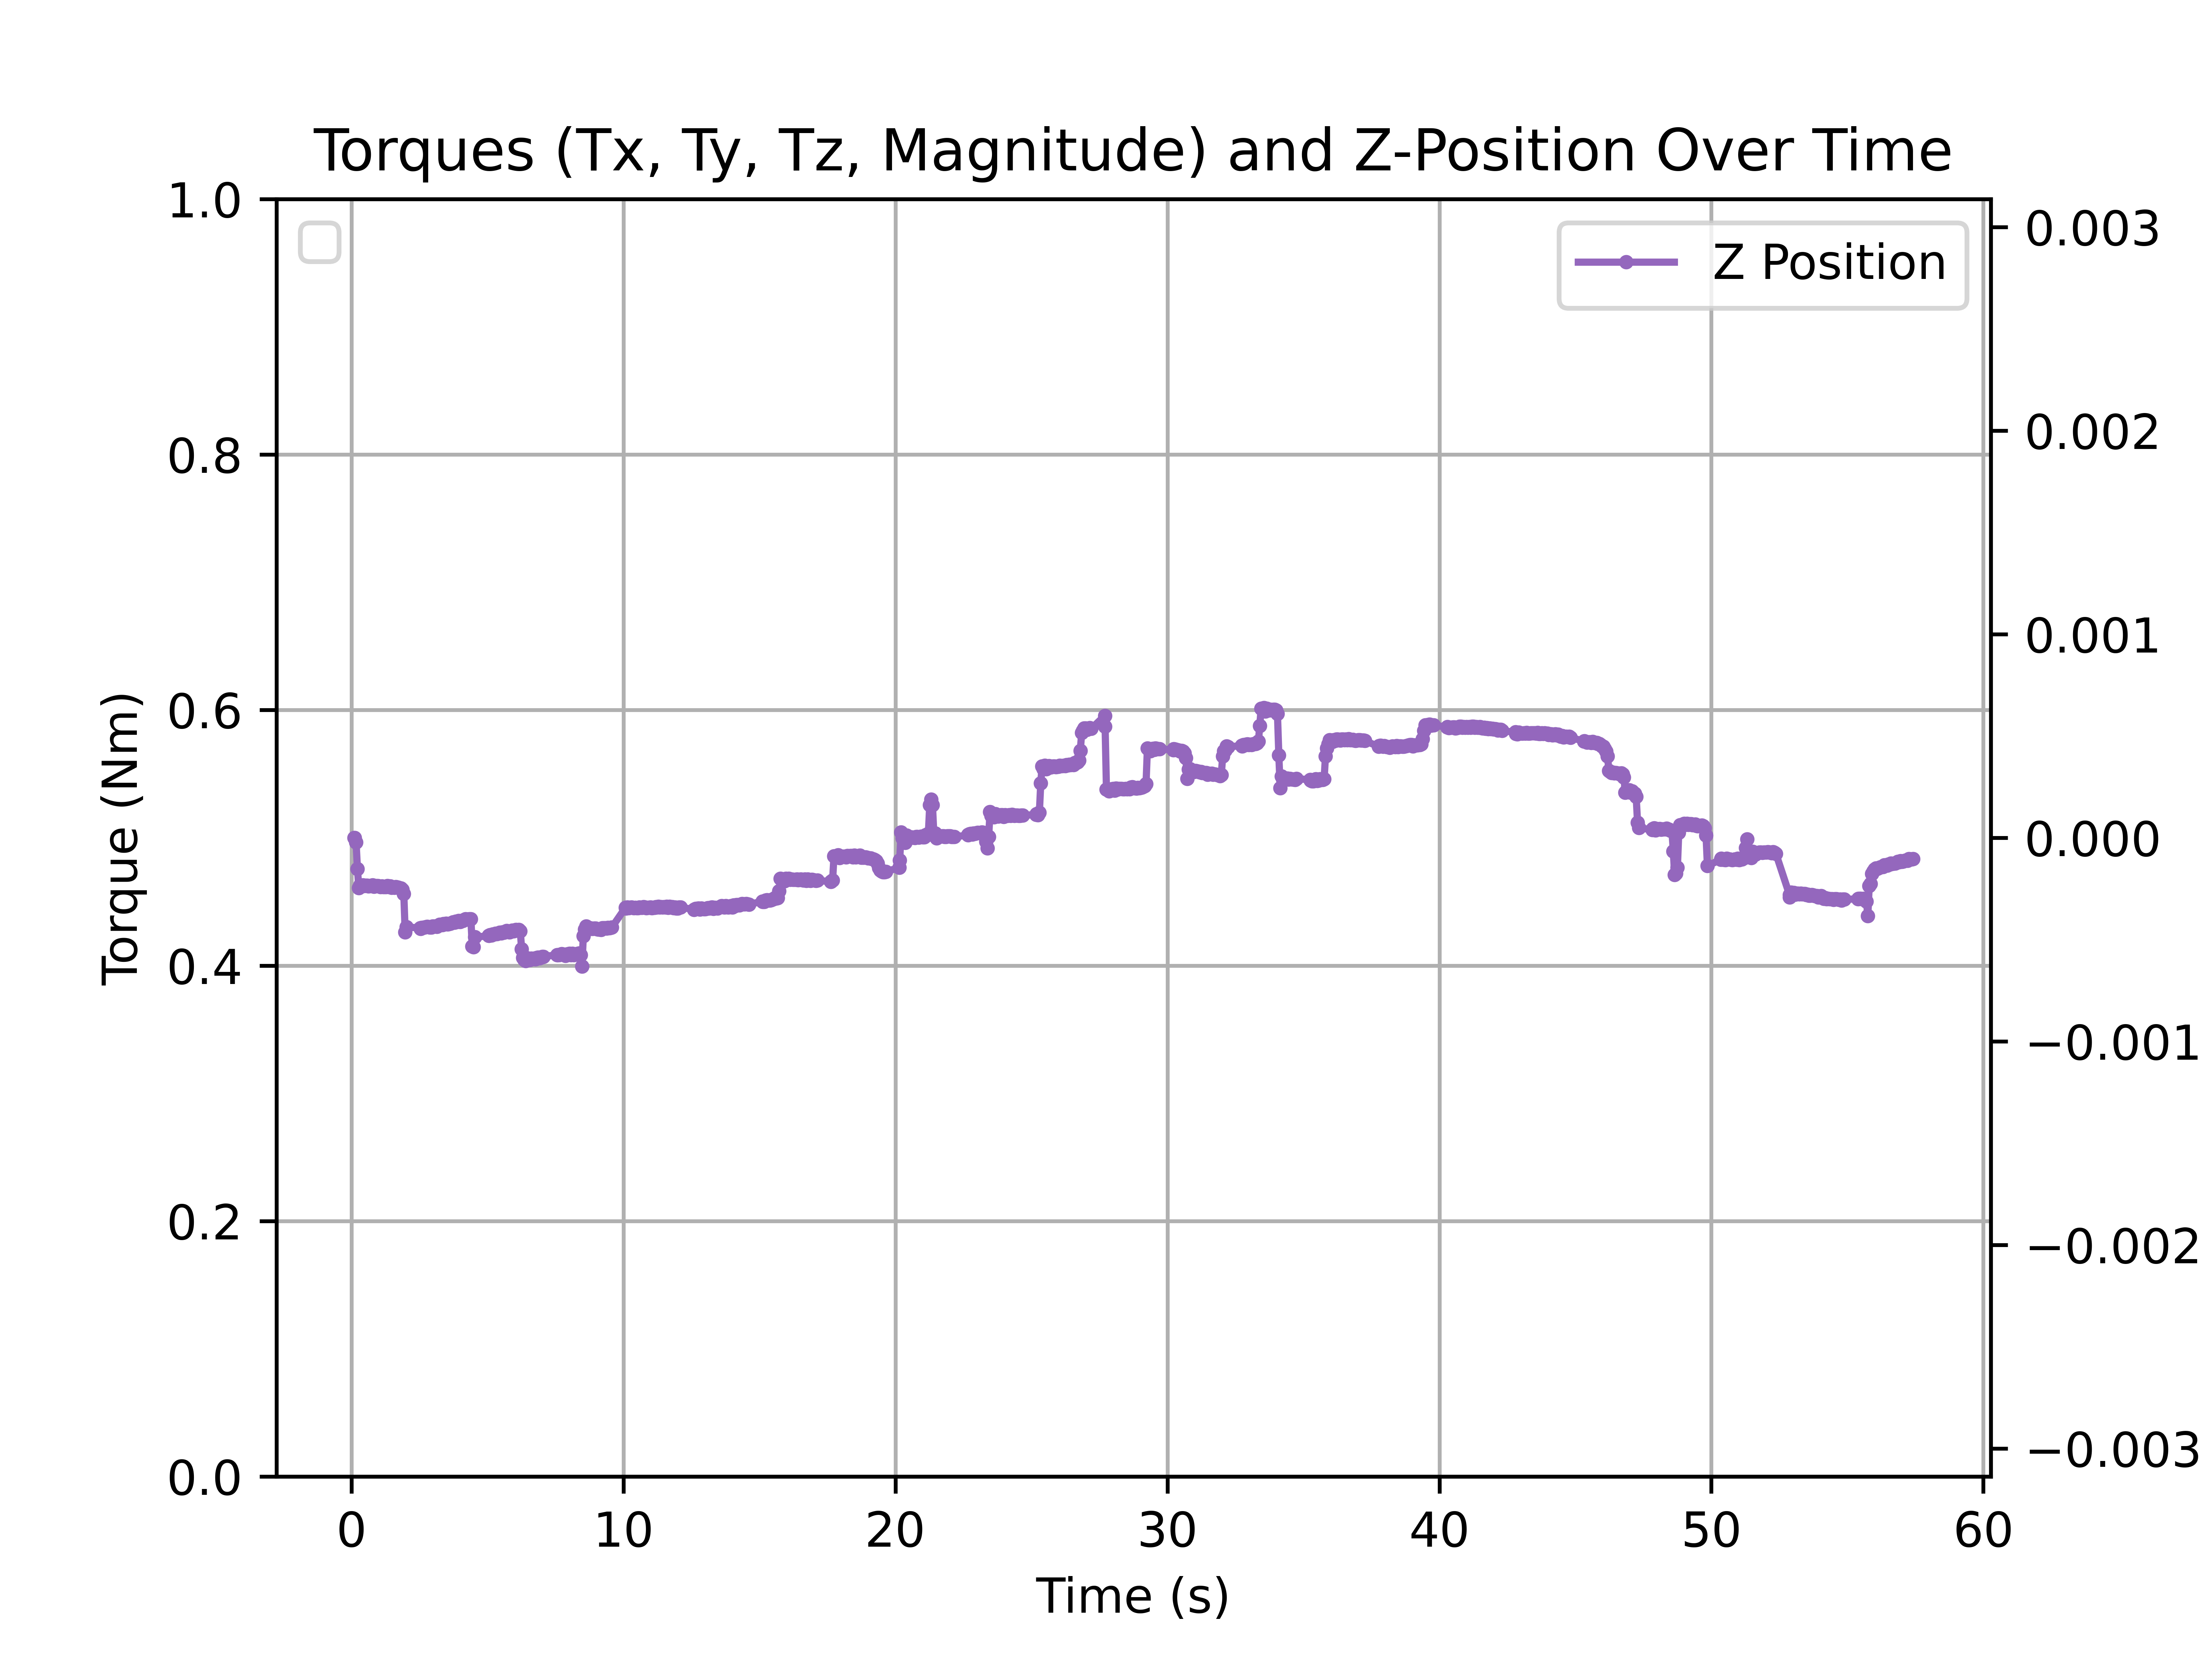 Torques (Tx, Ty, Tz, Magnitude) and Z-Position Over Time
Z Position
Torque (Nm)
1.0
0.8
0.6
0.4
0.2
0.0
0.003
0.002
0.001
0.000
−0.001
−0.002
−0.003
0 10 20 30 40 50 60
Time (s)